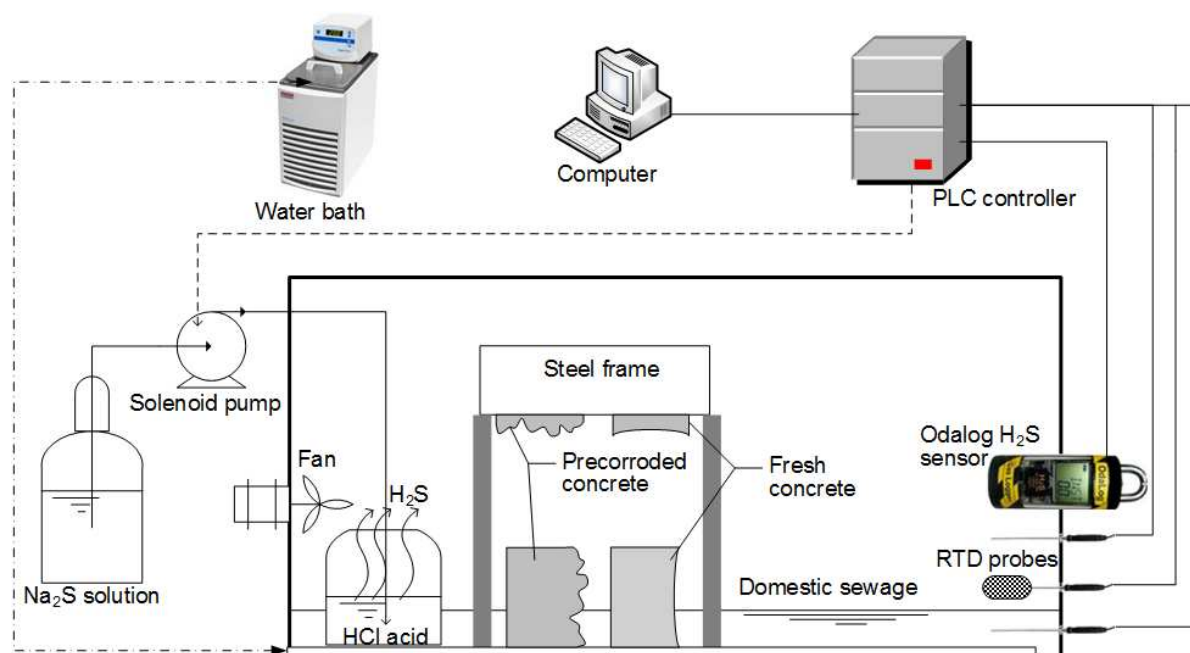 Water bath
Computer
PLC controller
Solenoid pump
Steel frame
Odalog H₂S
sensor
OdaLog
Fan
H₂S
Precorroded
concrete
Fresh
concrete
RTD probes
Domestic sewage
Na₂S solution
HCl acid